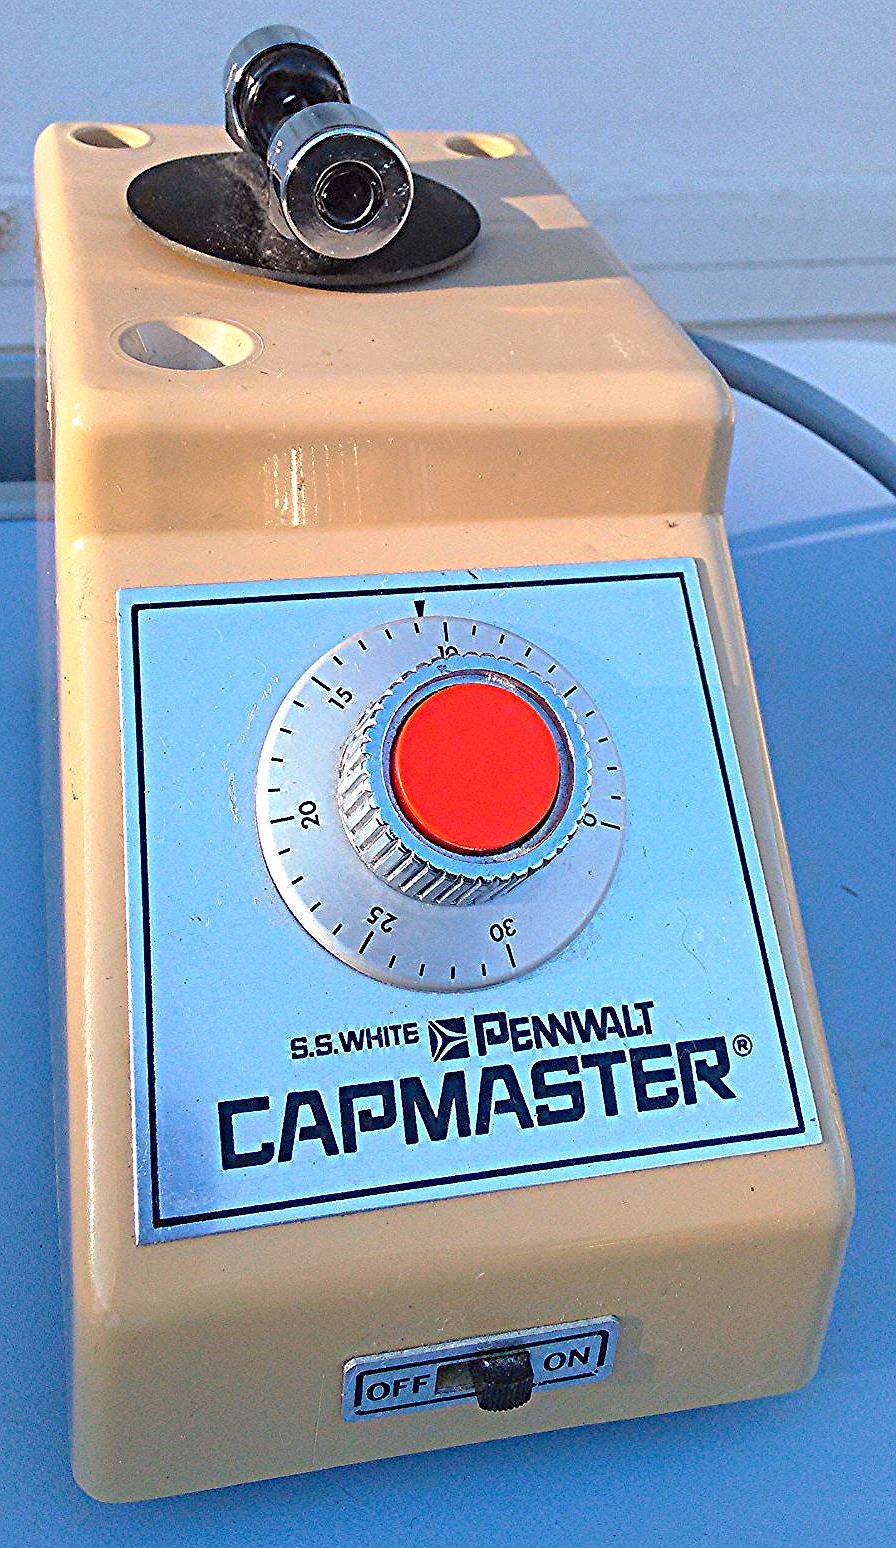 10
15
20
25
30
0
S.S.WHITE PENNWALT
CAPMASTER®
OFF ON